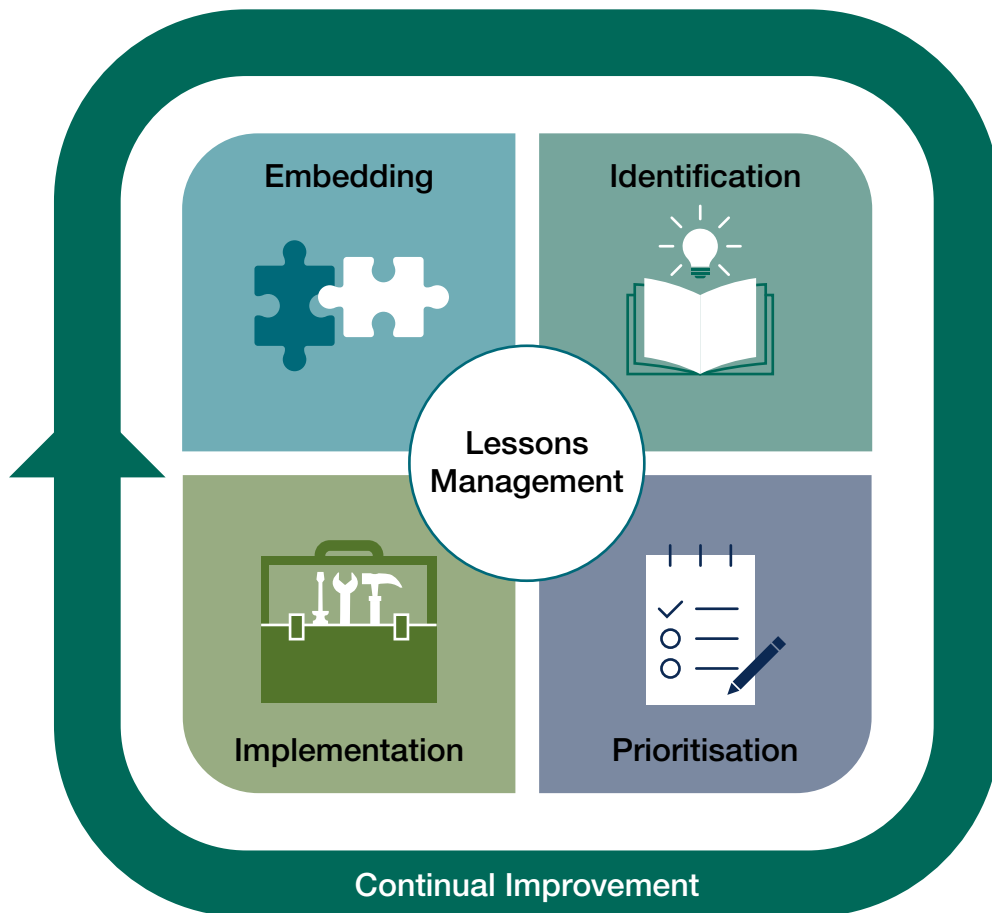 Embedding
Identification
Lessons
Management
Implementation
Prioritisation
Continual Improvement